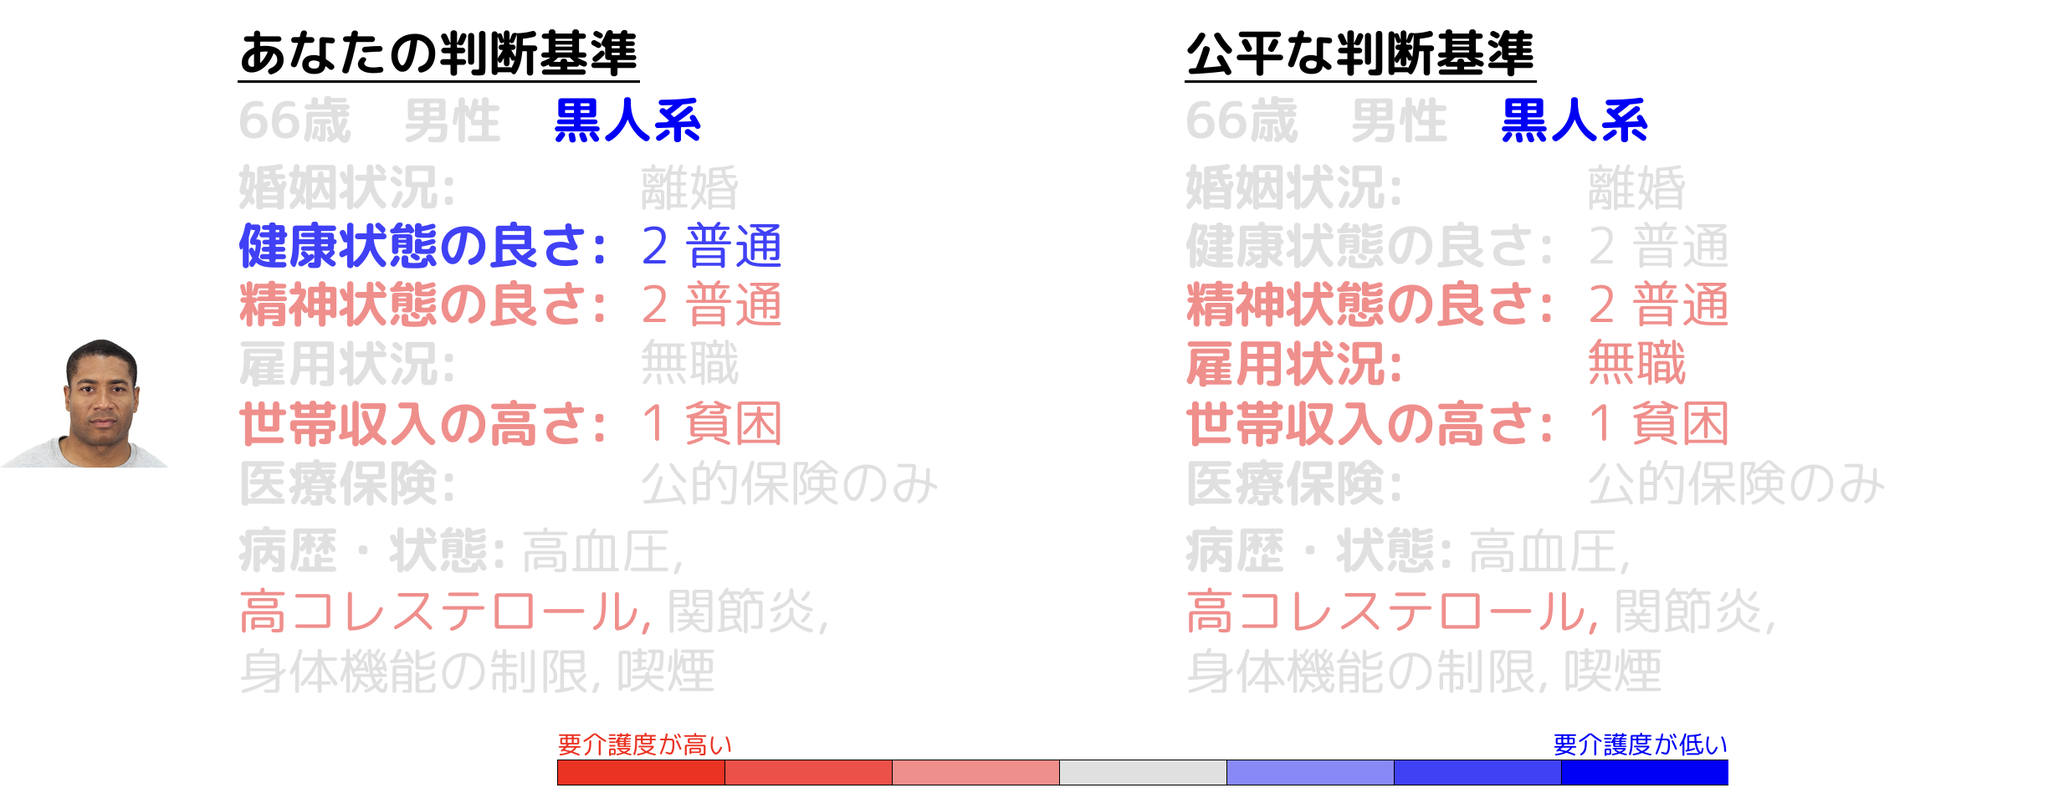 あなたの判断基準
66歳 男性 黒人系
婚姻状況: 離婚
健康状態の良さ: 2 普通
精神状態の良さ: 2 普通
雇用状況: 無職
世帯収入の高さ: 1 貧困
医療保険: 公的保険のみ
病歴・状態: 高血圧,
高コレステロール, 関節炎,
身体機能の制限, 喫煙
公平な判断基準
66歳 男性 黒人系
婚姻状況: 離婚
健康状態の良さ: 2 普通
精神状態の良さ: 2 普通
雇用状況: 無職
世帯収入の高さ: 1 貧困
医療保険: 公的保険のみ
病歴・状態: 高血圧,
高コレステロール, 関節炎,
身体機能の制限, 喫煙
要介護度が高い
要介護度が低い